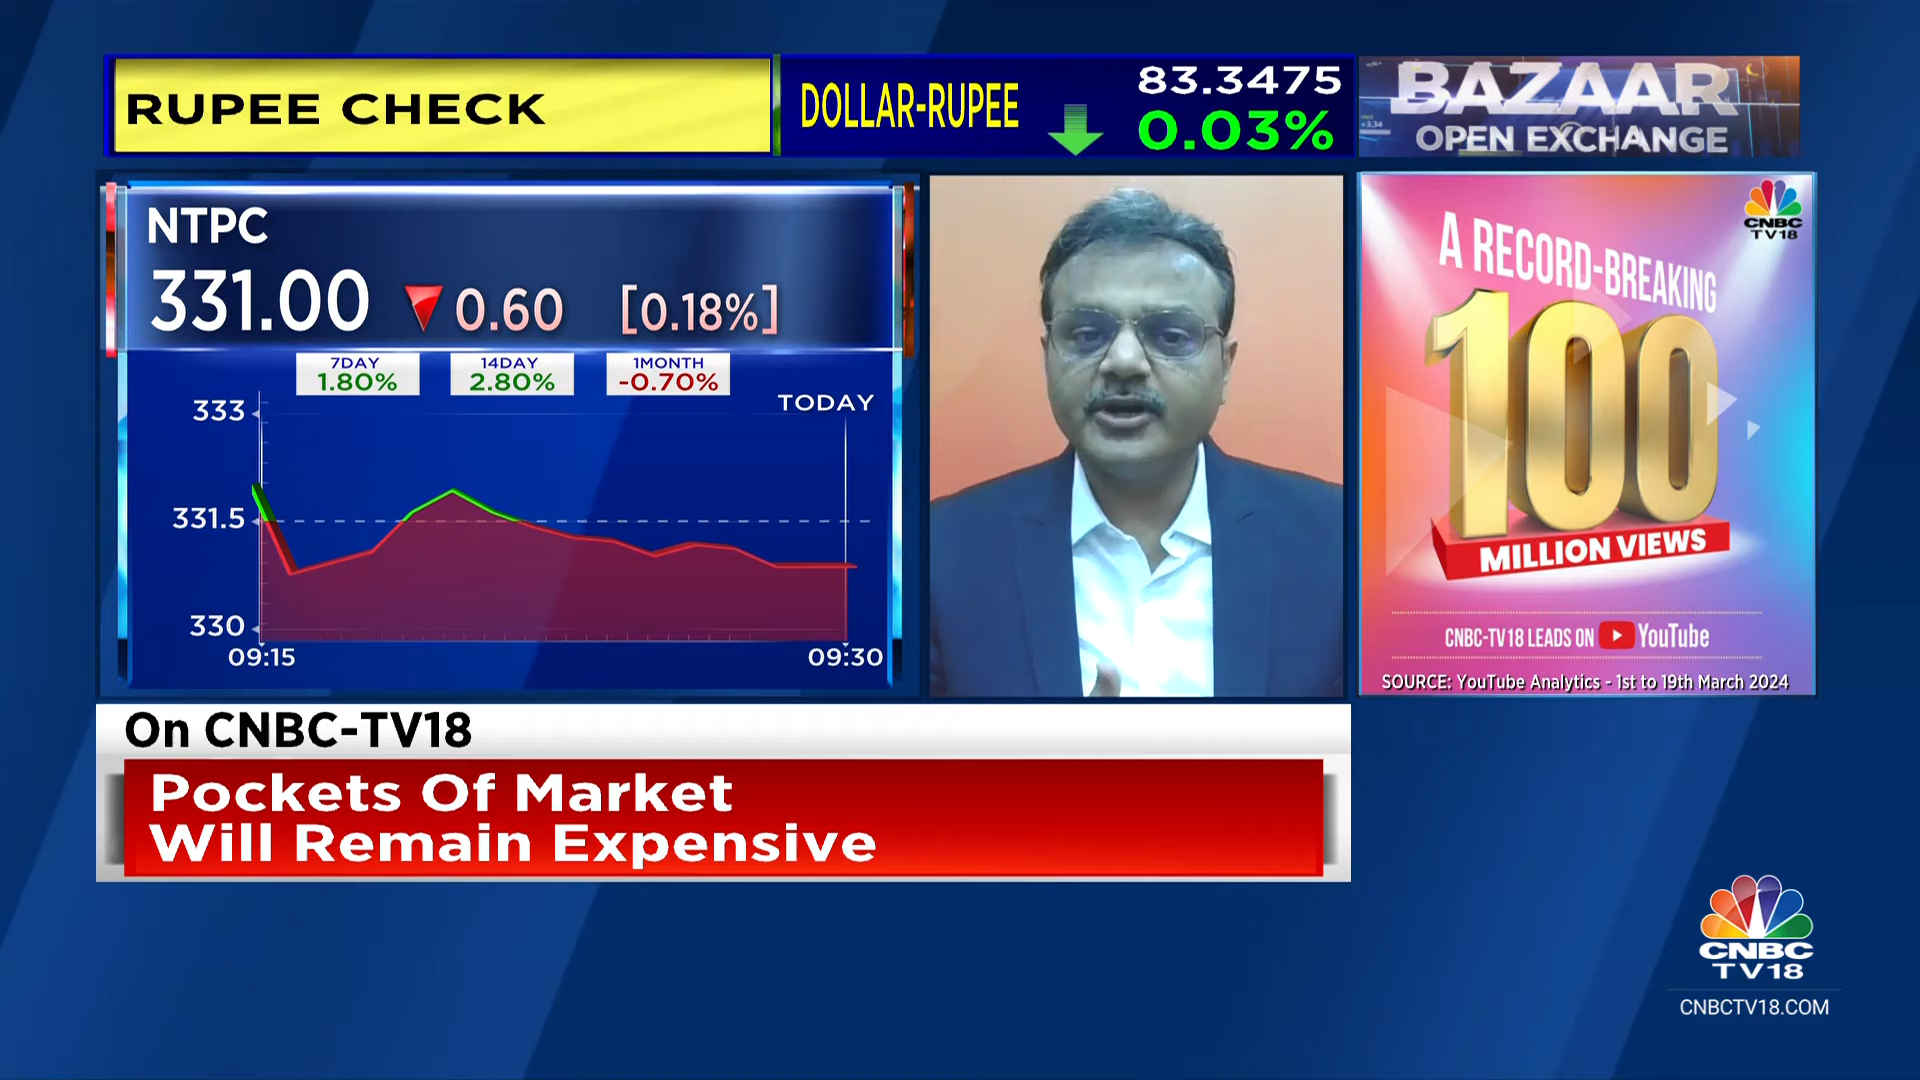 RUPEE CHECK
DOLLAR-RUPEE
83.3475
0.03%
BAZAAR
OPEN EXCHANGE
NTPC
331.00 0.60 [0.18%]
7DAY
1.80%
14DAY
2.80%
1MONTH
-0.70%
TODAY
333
331.5
330
09:15 09:30
CNBC
TV18
A RECORD-BREAKING
100
MILLION VIEWS
CNBC-TV18 LEADS ON YouTube
SOURCE: YouTube Analytics - 1st to 19th March 2024
On CNBC-TV18
Pockets Of Market
Will Remain Expensive
CNBC
TV18
CNBCTV18.COM